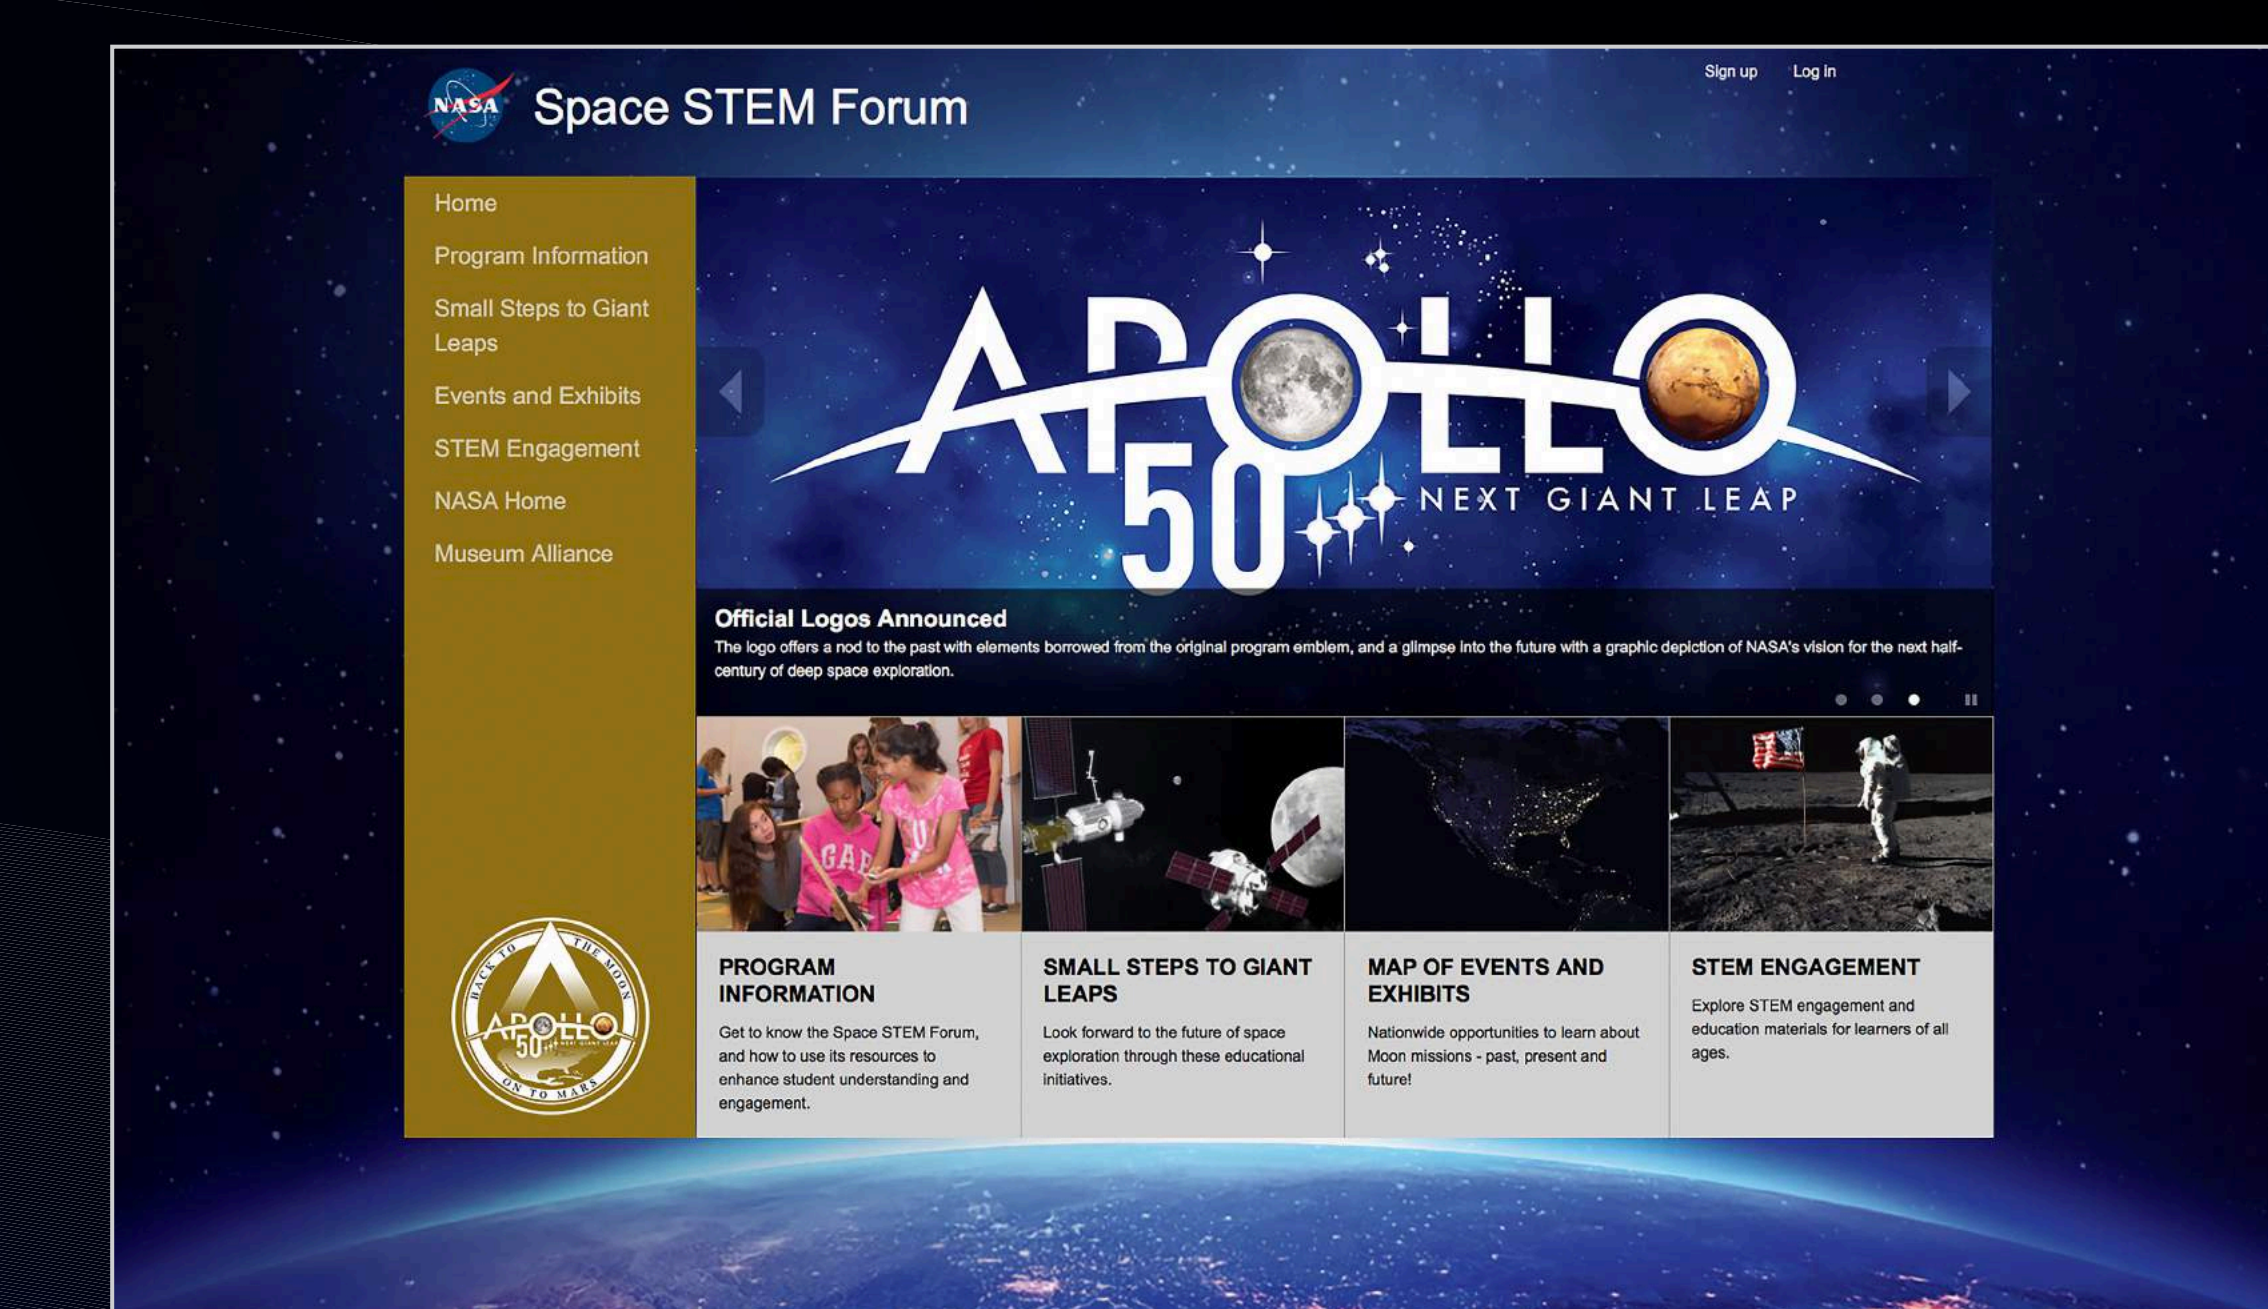 Sign up Log in
NASA
Space STEM Forum
Home
Program Information
Small Steps to Giant
Leaps
Events and Exhibits
STEM Engagement
NASA Home
Museum Alliance
APOLLO
50
NEXT GIANT LEAP
Official Logos Announced
The logo offers a nod to the past with elements borrowed from the original program emblem, and a glimpse into the future with a graphic depiction of NASA's vision for the next half-
century of deep space exploration.
GAP
BACK TO THE MOON
APOLLO
50 NEXT GIANT LEAP
ON TO MARS
PROGRAM
INFORMATION
Get to know the Space STEM Forum,
and how to use its resources to
enhance student understanding and
engagement.
SMALL STEPS TO GIANT
LEAPS
Look forward to the future of space
exploration through these educational
initiatives.
MAP OF EVENTS AND
EXHIBITS
Nationwide opportunities to learn about
Moon missions - past, present and
future!
STEM ENGAGEMENT
Explore STEM engagement and
education materials for learners of all
ages.